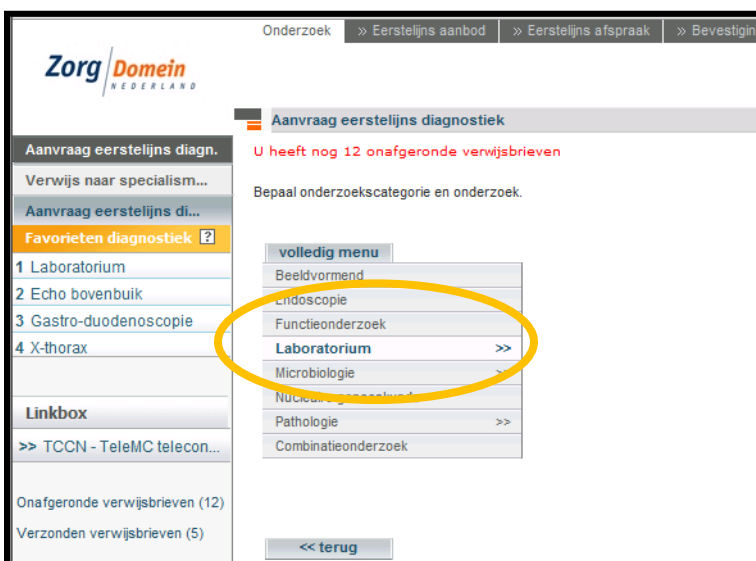 Onderzoek » Eerstelijns aanbod » Eerstelijns afspraak » Bevestigin
Zorg Domein
NEDERLAND
Aanvraag eerstelijns diagnostiek
Aanvraag eerstelijns diagn.
Verwijs naar specialism...
Aanvraag eerstelijns di...
Favorieten diagnostiek ?
1 Laboratorium
2 Echo bovenbuik
3 Gastro-duodenoscopie
4 X-thorax
Linkbox
>> TCCN - TeleMC telecon...
Onafgeronde verwijsbrieven (12)
Verzonden verwijsbrieven (5)
U heeft nog 12 onafgeronde verwijsbrieven
Bepaal onderzoekscategorie en onderzoek.
volledig menu
Beeldvormend
Endoscopie
Functieonderzoek
Laboratorium >>
Microbiologie >>
Pathologie >>
Combinatieonderzoek
<< terug